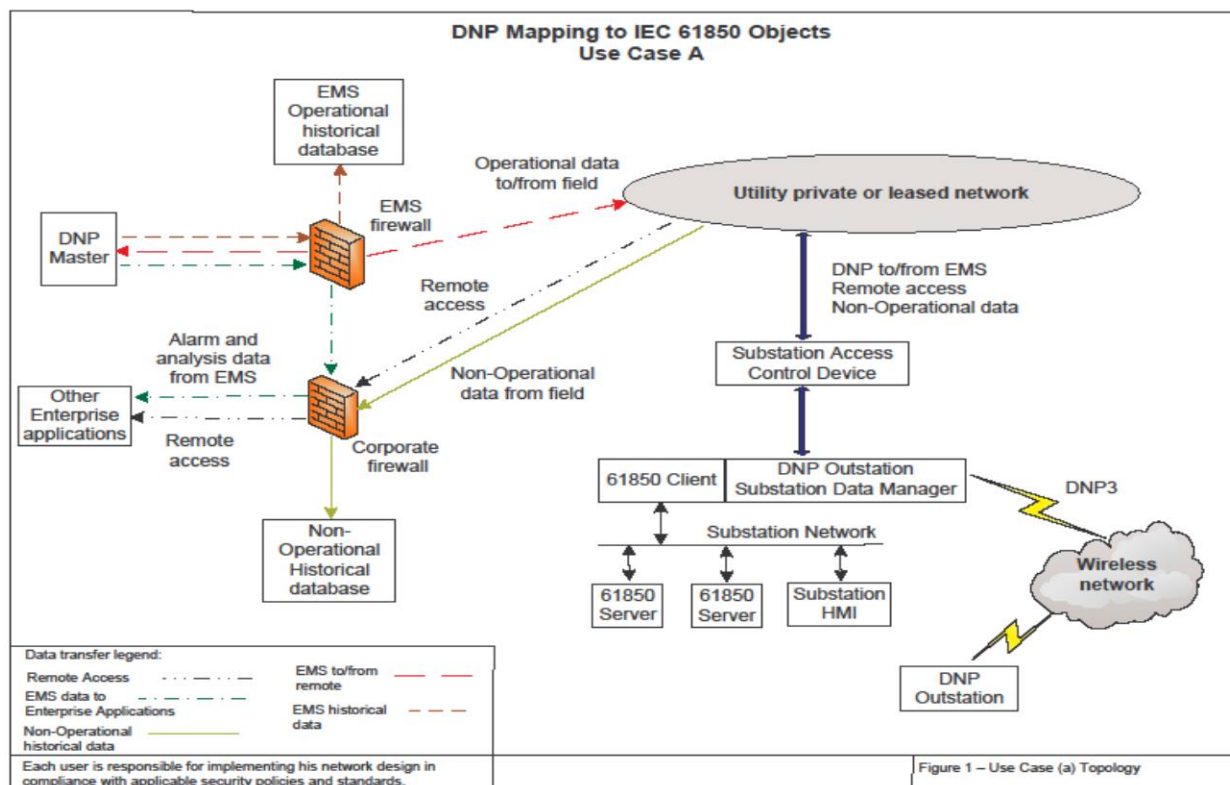 DNP Mapping to IEC 61850 Objects
Use Case A
EMS
Operational
historical
database
Operational data
to/from field
Utility private or leased network
EMS
firewall
DNP
Master
DNP to/from EMS
Remote access
Non-Operational data
Remote
access
Alarm and
analysis data
from EMS
Substation Access
Control Device
Non-Operational
data from field
Other
Enterprise
applications
Remote
access
Corporate
firewall
61850 Client
DNP Outstation
Substation Data Manager
DNP3
Substation Network
Non-
Operational
Historical
database
Wireless
network
61850
Server
61850
Server
Substation
HMI
DNP
Outstation
Data transfer legend:
Remote Access
EMS data to
Enterprise Applications
Non-Operational
historical data
EMS to/from
remote
EMS historical
data
Each user is responsible for implementing his network design in
compliance with applicable security policies and standards.
Figure 1 – Use Case (a) Topology